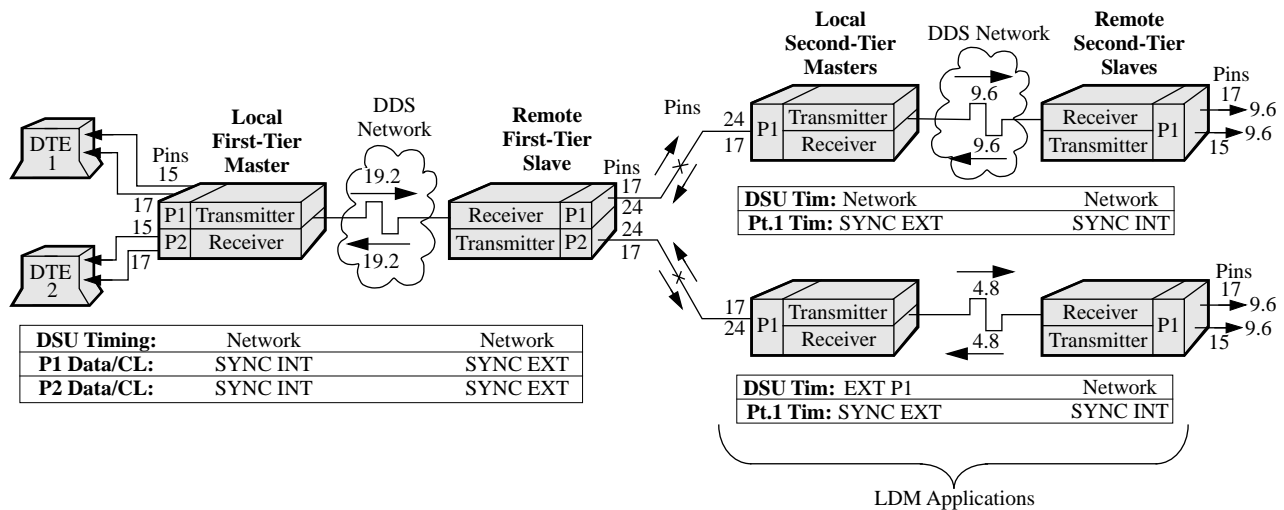 DTE
1
DTE
2
Pins
15
17
15
17
Local
First-Tier
Master
P1 Transmitter
P2 Receiver
DDS
Network
19.2
19.2
Remote
First-Tier
Slave
Receiver P1
Transmitter P2
Pins
17
24
24
17
DSU Timing: Network Network
P1 Data/CL: SYNC INT SYNC EXT
P2 Data/CL: SYNC INT SYNC EXT
Pins
24
17
Local
Second-Tier
Masters
P1
Transmitter
Receiver
DDS Network
9.6
9.6
Remote
Second-Tier
Slaves
Receiver
Transmitter
P1
Pins
17
9.6
9.6
15
DSU Tim: Network Network
Pt.1 Tim: SYNC EXT SYNC INT
17
24
P1
Transmitter
Receiver
4.8
4.8
Receiver
Transmitter
P1
Pins
17
9.6
9.6
15
DSU Tim: EXT P1 Network
Pt.1 Tim: SYNC EXT SYNC INT
LDM Applications